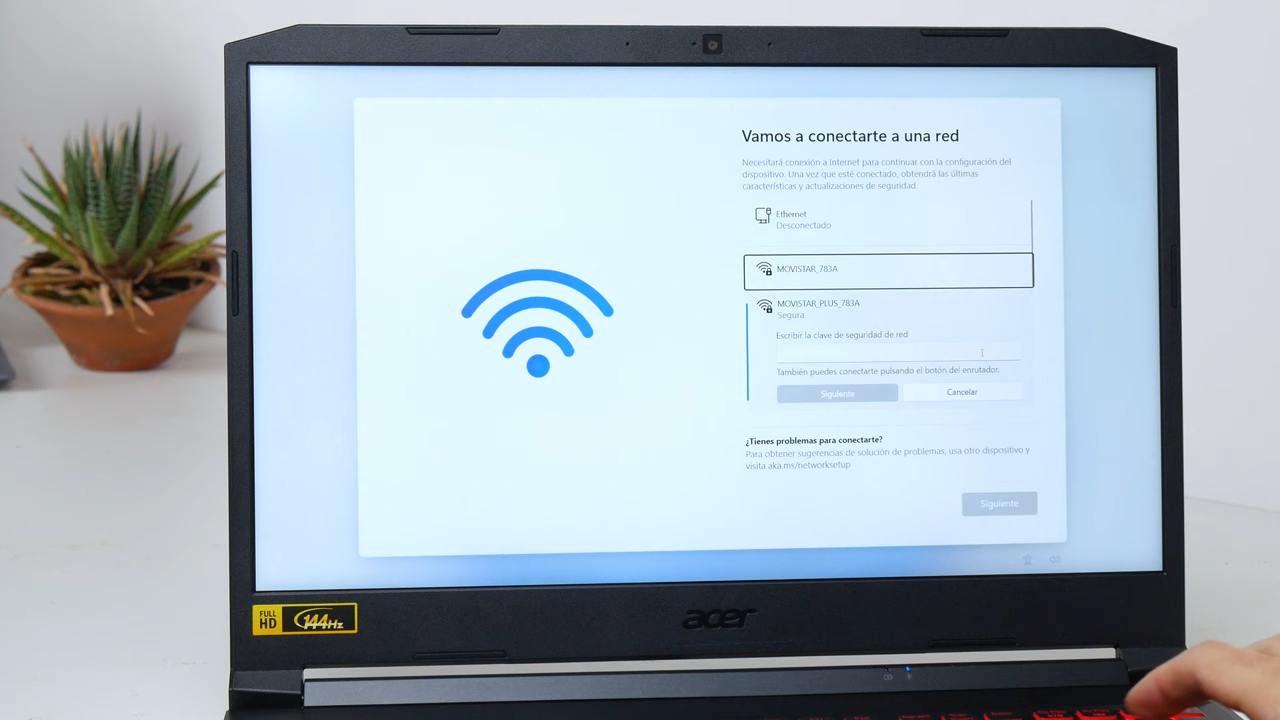 Vamos a conectarte a una red
Necesitará conexión a Internet para continuar con la configuración del
dispositivo. Una vez que esté conectado, obtendrá las últimas
características y actualizaciones de seguridad.
Ethernet
Desconectado
MOVISTAR_783A
MOVISTAR_PLUS_783A
Segura
Escribir la clave de seguridad de red
También puedes conectarte pulsando el botón del enrutador.
Siguiente
Cancelar
¿Tienes problemas para conectarte?
Para obtener sugerencias de solución de problemas, usa otro dispositivo y
visita aka.ms/networksetup
Siguiente
FULL
HD
144Hz
acer